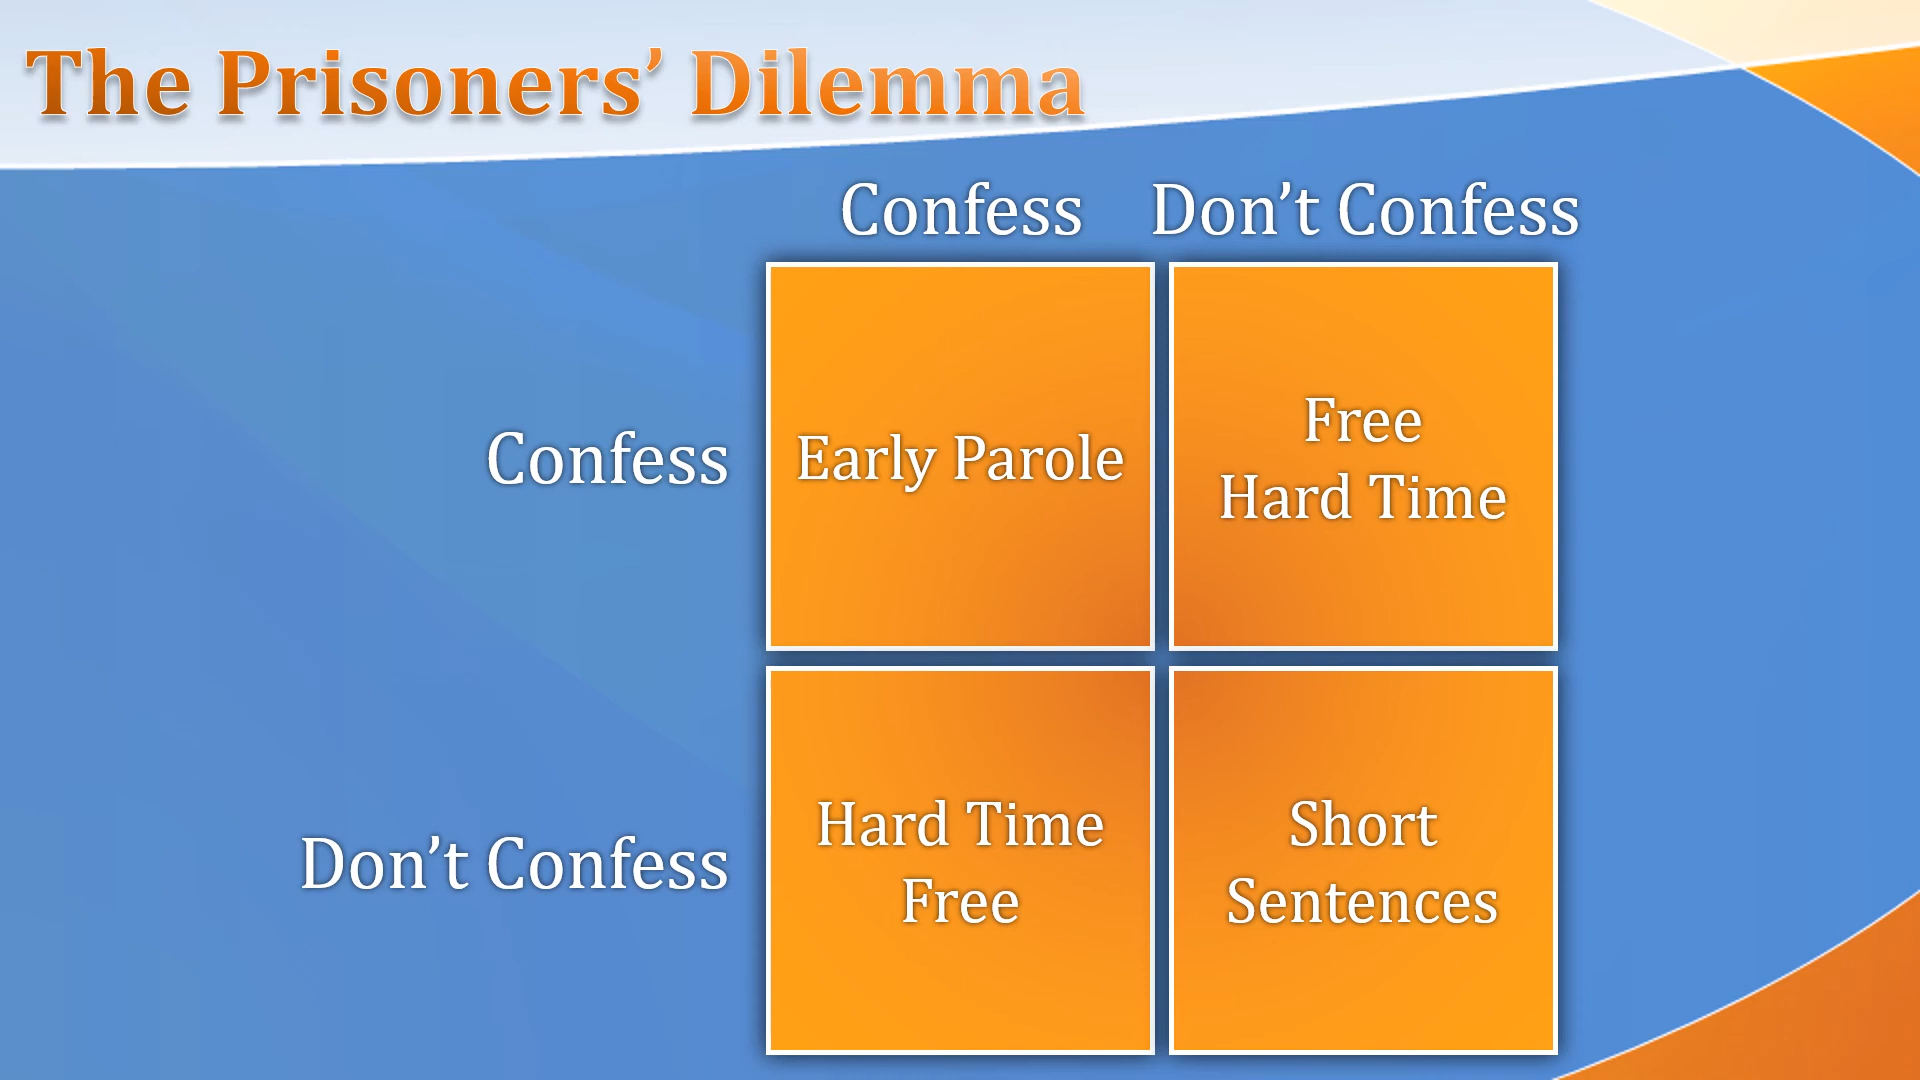 The Prisoners’ Dilemma
Confess Don’t Confess
Confess
Early Parole
Free
Hard Time
Don’t Confess
Hard Time
Free
Short
Sentences